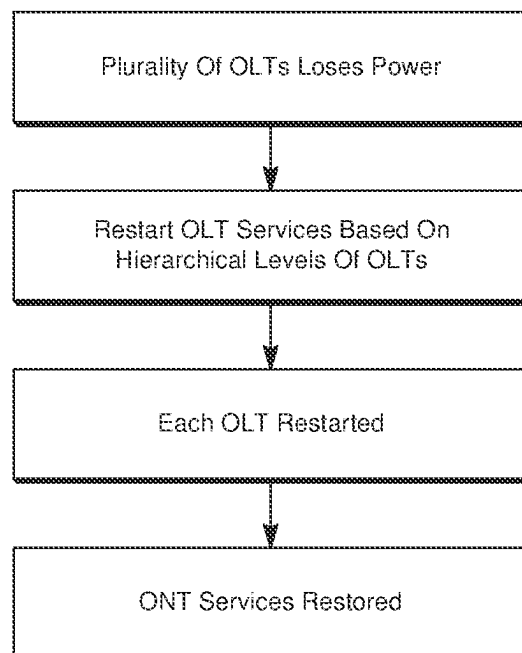 Plurality Of OLTs Loses Power
Restart OLT Services Based On
Hierarchical Levels Of OLTs
Each OLT Restarted
ONT Services Restored